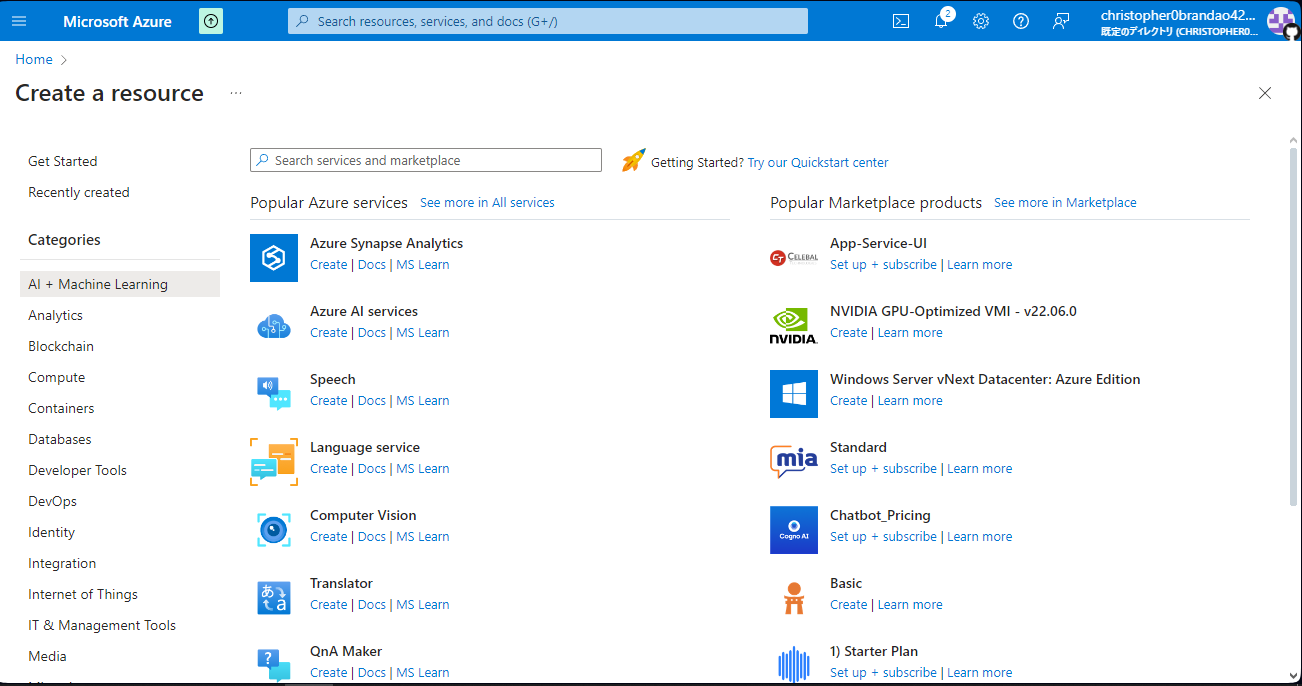 Microsoft Azure
Search resources, services, and docs (G+/)
2
christopher0brandao42...
既定のディレクトリ (CHRISTOPHER0...
Home
Create a resource
...
Get Started
Recently created
Categories
AI + Machine Learning
Analytics
Blockchain
Compute
Containers
Databases
Developer Tools
DevOps
Identity
Integration
Internet of Things
IT & Management Tools
Media
Search services and marketplace
Getting Started? Try our Quickstart center
Popular Azure services See more in All services
Azure Synapse Analytics
Create | Docs | MS Learn
Azure AI services
Create | Docs | MS Learn
Speech
Create | Docs | MS Learn
Language service
Create | Docs | MS Learn
Computer Vision
Create | Docs | MS Learn
あ a
Translator
Create | Docs | MS Learn
?
QnA Maker
Create | Docs | MS Learn
Popular Marketplace products See more in Marketplace
CT CELEBAL
App-Service-UI
Set up + subscribe | Learn more
NVIDIA.
NVIDIA GPU-Optimized VMI - v22.06.0
Create | Learn more
Windows Server vNext Datacenter: Azure Edition
Create | Learn more
mia
Standard
Set up + subscribe | Learn more
Cogno AI
Chatbot_Pricing
Set up + subscribe | Learn more
Basic
Create | Learn more
1) Starter Plan
Set up + subscribe | Learn more